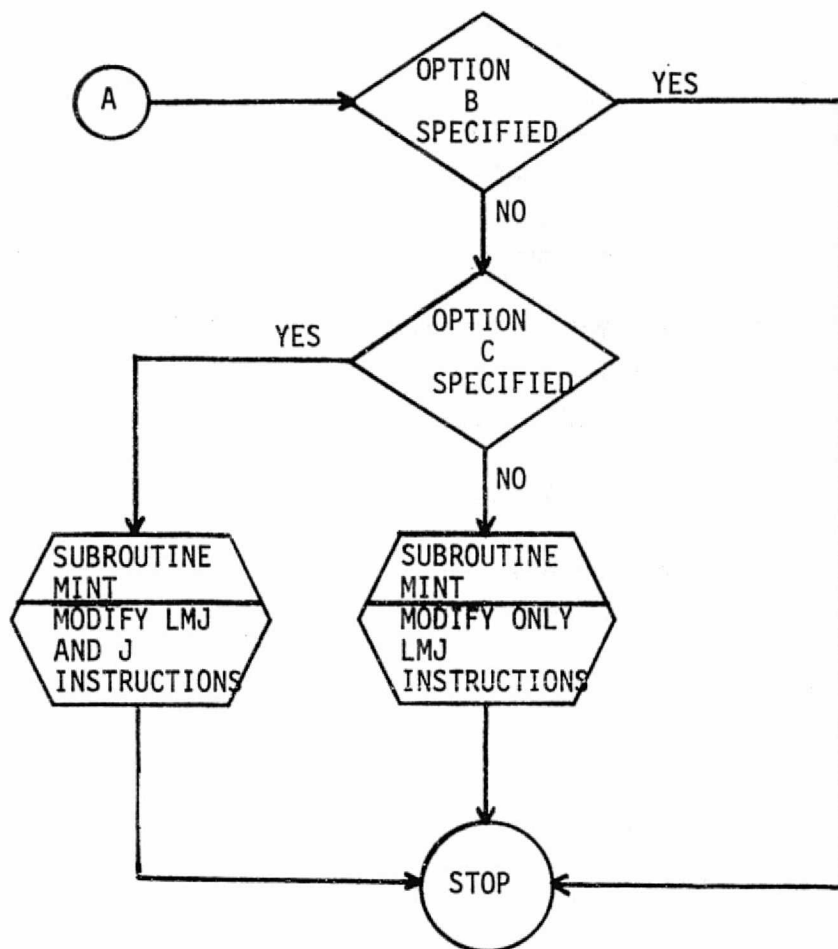 A
OPTION
B
SPECIFIED
YES
NO
OPTION
C
SPECIFIED
YES
NO
SUBROUTINE
MINT
MODIFY LMJ
AND J
INSTRUCTIONS
SUBROUTINE
MINT
MODIFY ONLY
LMJ
INSTRUCTIONS
STOP